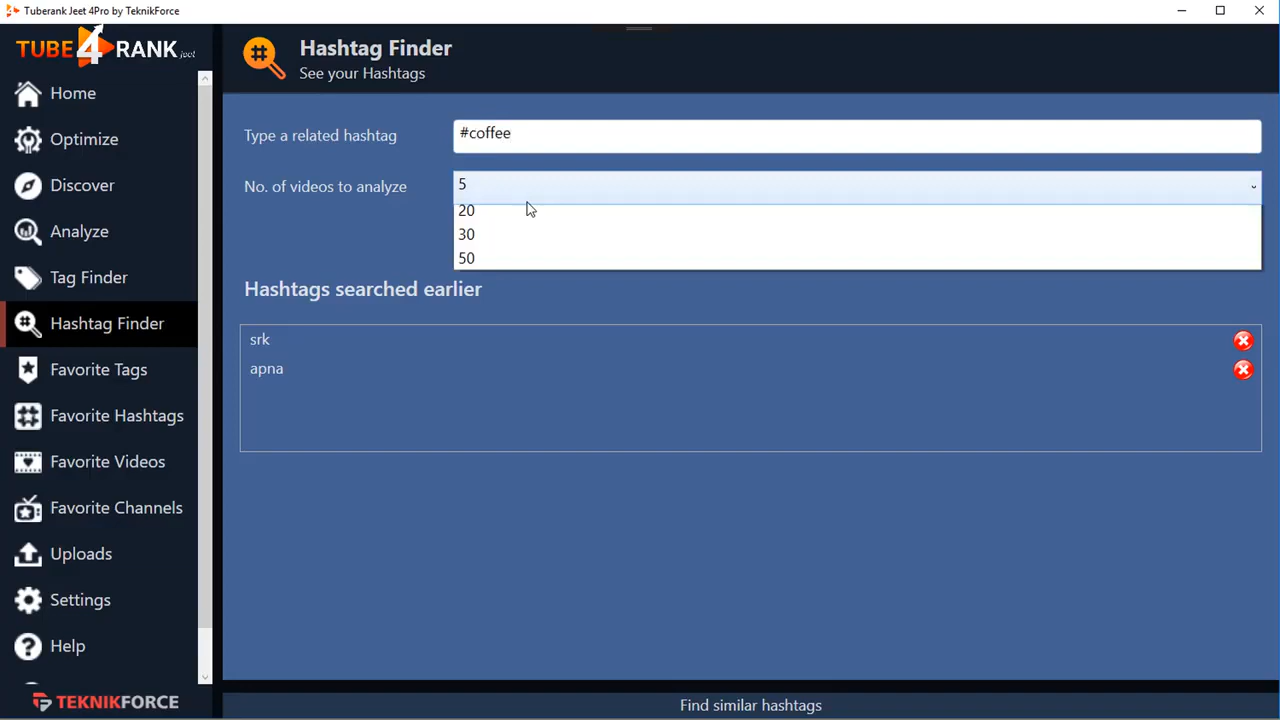 Tuberank Jeet 4Pro by TeknikForce
TUBE4RANK.jeet
Hashtag Finder
See your Hashtags
Home
Optimize
Discover
Analyze
Tag Finder
Hashtag Finder
Favorite Tags
Favorite Hashtags
Favorite Videos
Favorite Channels
Uploads
Settings
Help
TEKNIKFORCE
Type a related hashtag
#coffee
No. of videos to analyze
5
20
30
50
Hashtags searched earlier
srk
apna
Find similar hashtags